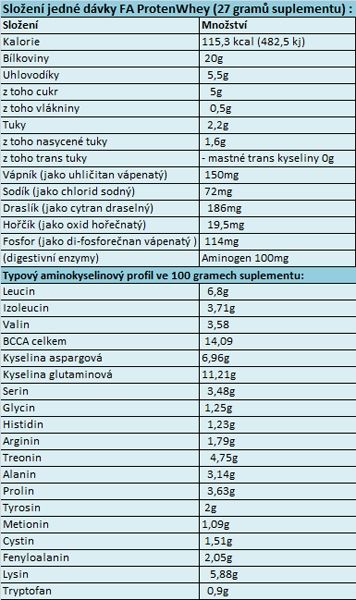 Složení jedné dávky FA ProtenWhey (27 gramů suplementu) :
Složení Množství
Kalorie 115,3 kcal (482,5 kj)
Bílkoviny 20g
Uhlovodíky 5,5g
z toho cukr 5g
z toho vlákniny 0,5g
Tuky 2,2g
z toho nasycené tuky 1,6g
z toho trans tuky - mastné trans kyseliny 0g
Vápník (jako uhličitan vápenatý) 150mg
Sodík (jako chlorid sodný) 72mg
Draslík (jako cytran draselný) 186mg
Hořčík (jako oxid hořečnatý) 19,5mg
Fosfor (jako di-fosforečnan vápenatý ) 114mg
(digestivní enzymy) Aminogen 100mg
Typový aminokyselinový profil ve 100 gramech suplementu:
Leucin 6,8g
Izoleucin 3,71g
Valin 3,58
BCCA celkem 14,09
Kyselina aspargová 6,96g
Kyselina glutaminová 11,21g
Serin 3,48g
Glycin 1,25g
Histidin 1,23g
Arginin 1,79g
Treonin 4,75g
Alanin 3,14g
Prolin 3,63g
Tyrosin 2g
Metionin 1,09g
Cystin 1,51g
Fenyloalanin 2,05g
Lysin 5,88g
Tryptofan 0,9g